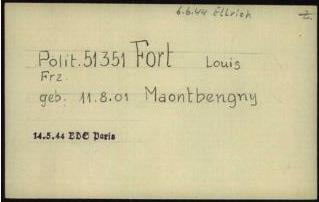 6.6.44 Ellrich
Polit. 51351 Fort Louis
Frz.
geb: 11.8.01 Maontbengny
14.5.44 BDS Paris